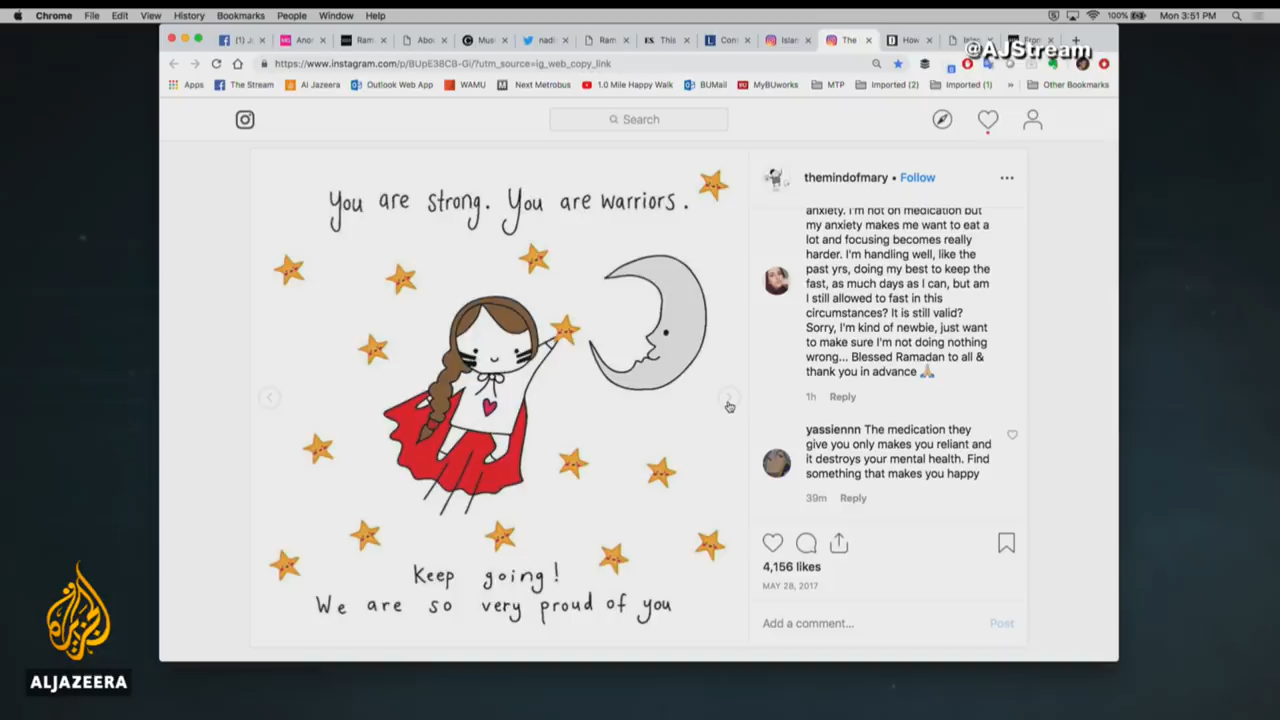 Chrome File Edit View History Bookmarks People Window Help 100% Mon 3:51 PM
@AJStream
https://www.instagram.com/p/BUpE38CB-Gi/?utm_source=ig_web_copy_link
Apps The Stream Al Jazeera Outlook Web App WAMU Next Metrobus 1.0 Mile Happy Walk BUMail MyBUworks MTP Imported (2) Imported (1) » Other Bookmarks
Search
You are strong. You are warriors.
Keep going!
We are so very proud of you
themindofmary • Follow
anxiety. I'm not on medication but
my anxiety makes me want to eat a
lot and focusing becomes really
harder. I'm handling well, like the
past yrs, doing my best to keep the
fast, as much days as I can, but am
I still allowed to fast in this
circumstances? It is still valid?
Sorry, I'm kind of newbie, just want
to make sure I'm not doing nothing
wrong... Blessed Ramadan to all &
thank you in advance 🙏🏼
1h Reply
yassiennn The medication they
give you only makes you reliant and
it destroys your mental health. Find
something that makes you happy
39m Reply
4,156 likes
MAY 28, 2017
Add a comment... Post
ALJAZEERA